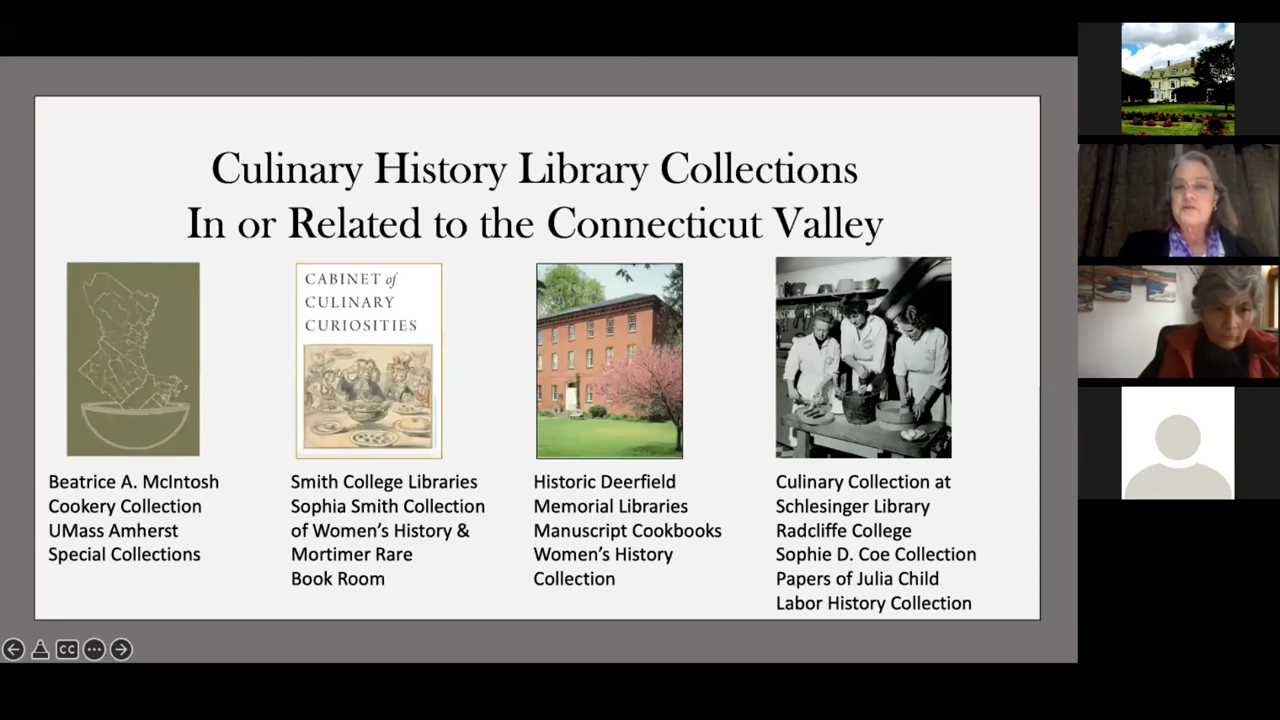 Culinary History Library Collections
In or Related to the Connecticut Valley
CABINET of
CULINARY
CURIOSITIES
Beatrice A. McIntosh
Cookery Collection
UMass Amherst
Special Collections
Smith College Libraries
Sophia Smith Collection
of Women's History &
Mortimer Rare
Book Room
Historic Deerfield
Memorial Libraries
Manuscript Cookbooks
Women's History
Collection
Culinary Collection at
Schlesinger Library
Radcliffe College
Sophie D. Coe Collection
Papers of Julia Child
Labor History Collection
CC